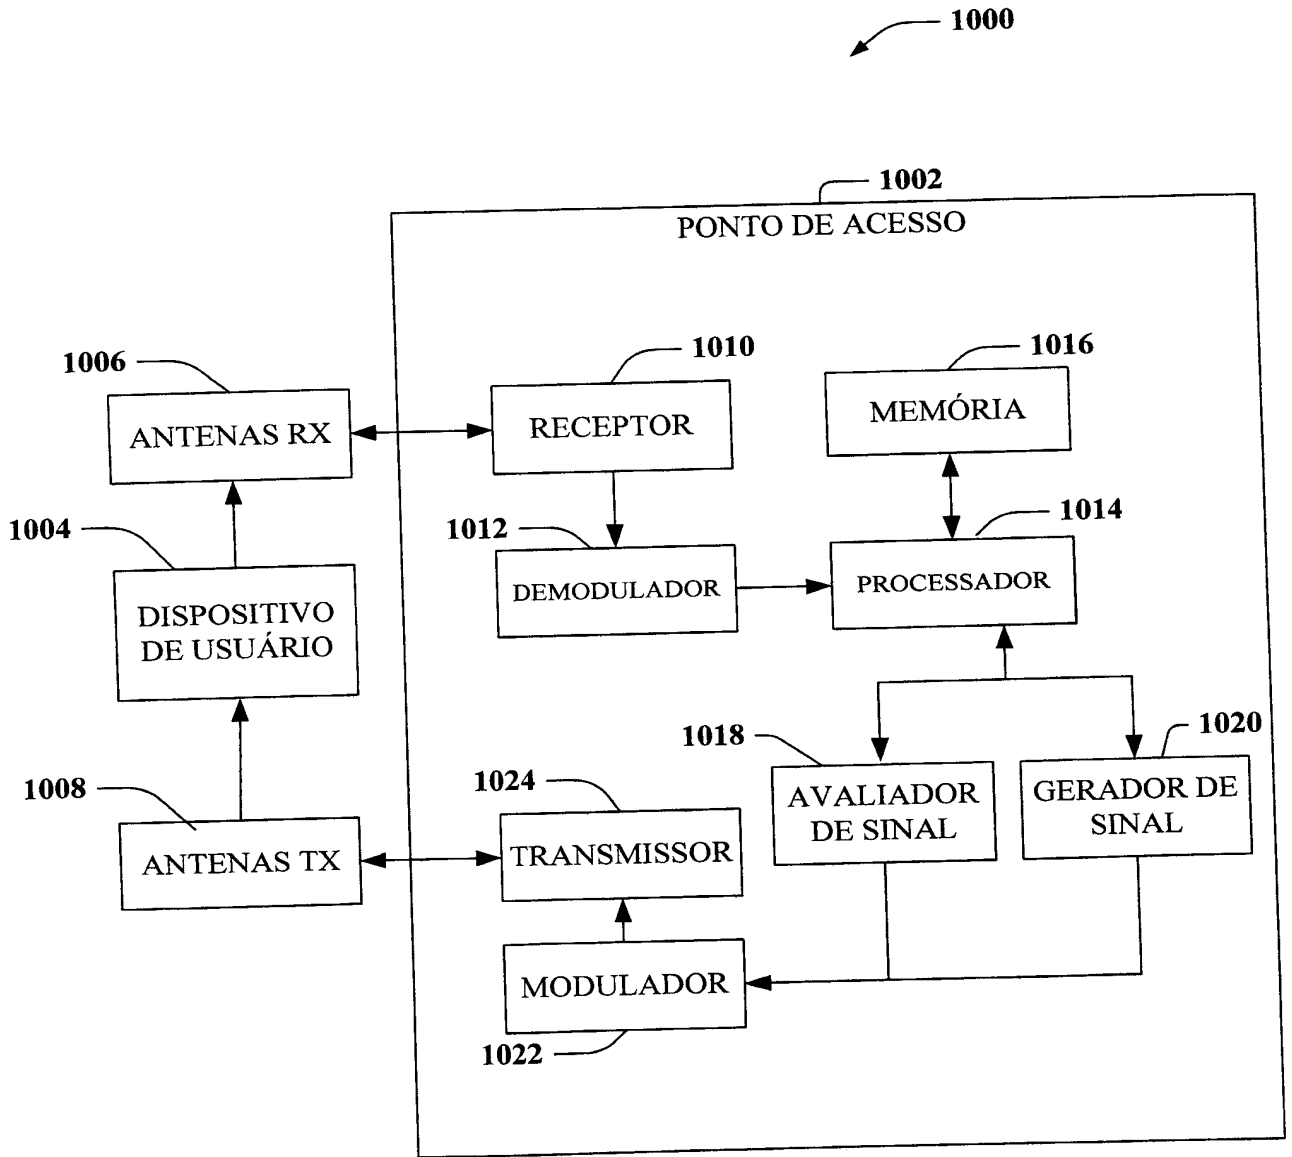 1000
1002
PONTO DE ACESSO
1006
ANTENAS RX
1010
RECEPTOR
1016
MEMÓRIA
1004
DISPOSITIVO
DE USUÁRIO
1012
DEMODULADOR
1014
PROCESSADOR
1008
ANTENAS TX
1024
TRANSMISSOR
1018
AVALIADOR
DE SINAL
1020
GERADOR DE
SINAL
MODULADOR
1022